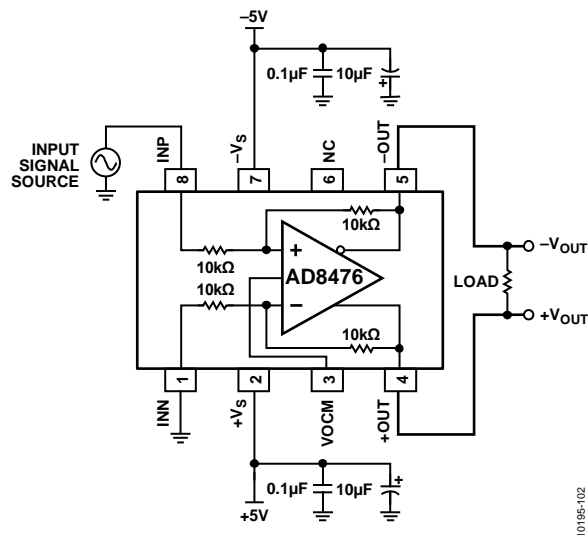 –5V
0.1µF
10µF
+
INPUT
SIGNAL
SOURCE
INP
–VS
NC
–OUT
8
7
6
5
10kΩ
10kΩ
10kΩ
+
AD8476
–
10kΩ
LOAD
–VOUT
+VOUT
1
2
3
4
INN
+VS
VOCM
+OUT
0.1µF
10µF
+
+5V
10195-102